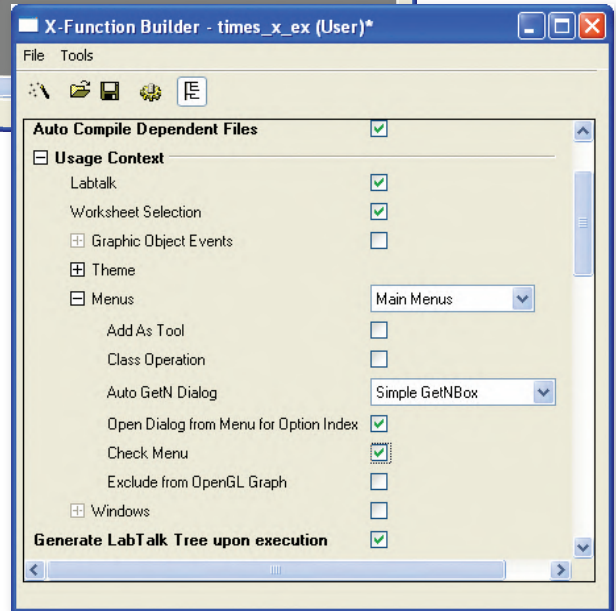 X-Function Builder - times_x_ex (User)*
File Tools
Auto Compile Dependent Files
Usage Context
Labtalk
Worksheet Selection
Graphic Object Events
Theme
Menus Main Menus
Add As Tool
Class Operation
Auto GetN Dialog Simple GetNBox
Open Dialog from Menu for Option Index
Check Menu
Exclude from OpenGL Graph
Windows
Generate LabTalk Tree upon execution